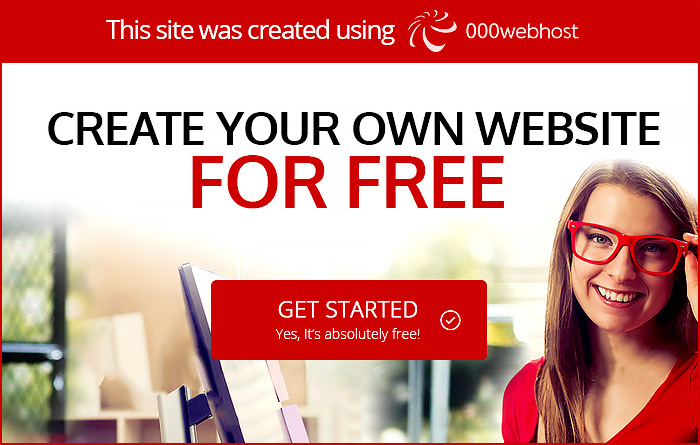 This site was created using 000webhost
CREATE YOUR OWN WEBSITE
FOR FREE
GET STARTED
Yes, It's absolutely free!